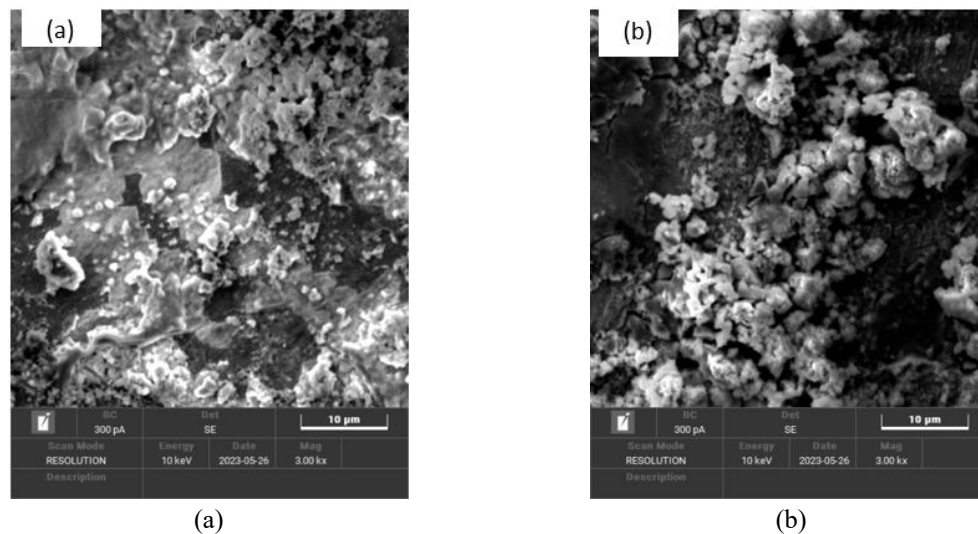 (a)
(b)
BC
Det
10 µm
300 pA
SE
Scan Mode
Energy
Date
Mag
RESOLUTION
10 keV
2023-05-26
3.00 kx
Description
BC
Det
10 µm
300 pA
SE
Scan Mode
Energy
Date
Mag
RESOLUTION
10 keV
2023-05-26
3.00 kx
Description
(a)
(b)